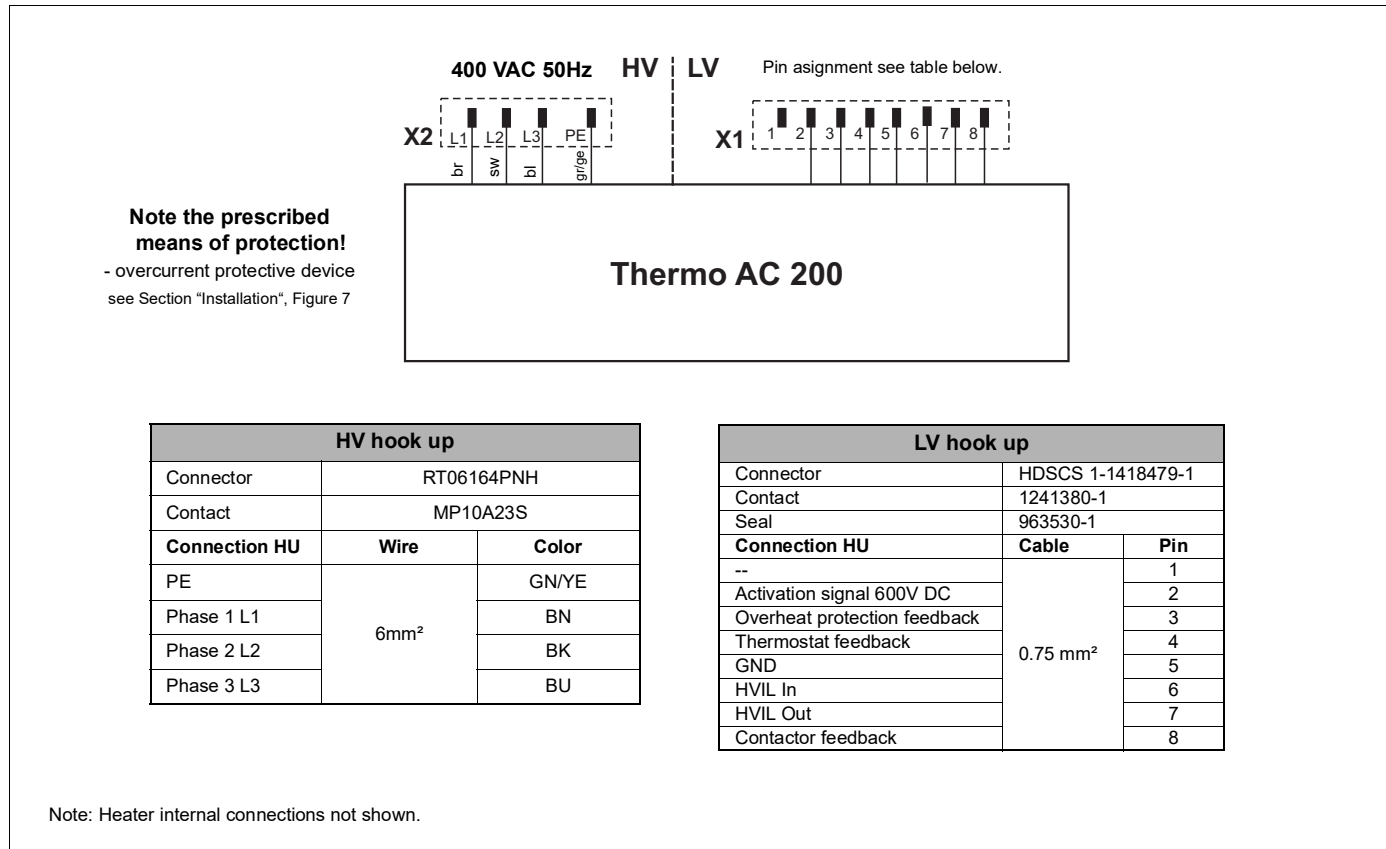 400 VAC 50Hz HV LV Pin asignment see table below.
X2 L1 L2 L3 PE X1 1 2 3 4 5 6 7 8
br sw bl gr/ge
Note the prescribed
means of protection!
- overcurrent protective device
see Section “Installation“, Figure 7
Thermo AC 200
HV hook up
Connector RT06164PNH
Contact MP10A23S
Connection HU Wire Color
PE 6mm² GN/YE
Phase 1 L1 BN
Phase 2 L2 BK
Phase 3 L3 BU
LV hook up
Connector HDSCS 1-1418479-1
Contact 1241380-1
Seal 963530-1
Connection HU Cable Pin
-- 0.75 mm² 1
Activation signal 600V DC 2
Overheat protection feedback 3
Thermostat feedback 4
GND 5
HVIL In 6
HVIL Out 7
Contactor feedback 8
Note: Heater internal connections not shown.